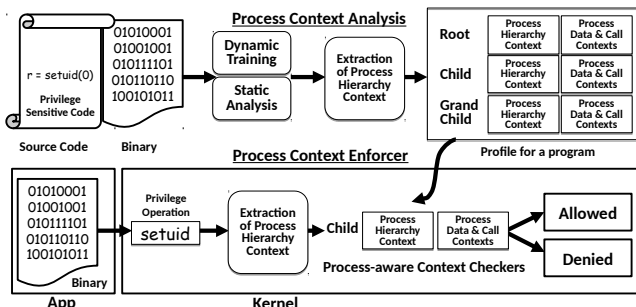 Process Context Analysis
01010001
01001001
010111101
010110110
100101011
r = setuid(0)
Privilege
Sensitive Code
Source Code
Binary
Dynamic
Training
Static
Analysis
Extraction
of Process
Hierarchy
Context
Root
Process
Hierarchy
Context
Process
Data & Call
Contexts
Child
Process
Hierarchy
Context
Process
Data & Call
Contexts
Grand
Child
Process
Hierarchy
Context
Process
Data & Call
Contexts
Profile for a program
Process Context Enforcer
01010001
01001001
010111101
010110110
100101011
Binary
App
Privilege
Operation
setuid
Extraction
of Process
Hierarchy
Context
Child
Process
Hierarchy
Context
Process
Data & Call
Contexts
Process-aware Context Checkers
Allowed
Denied
Kernel